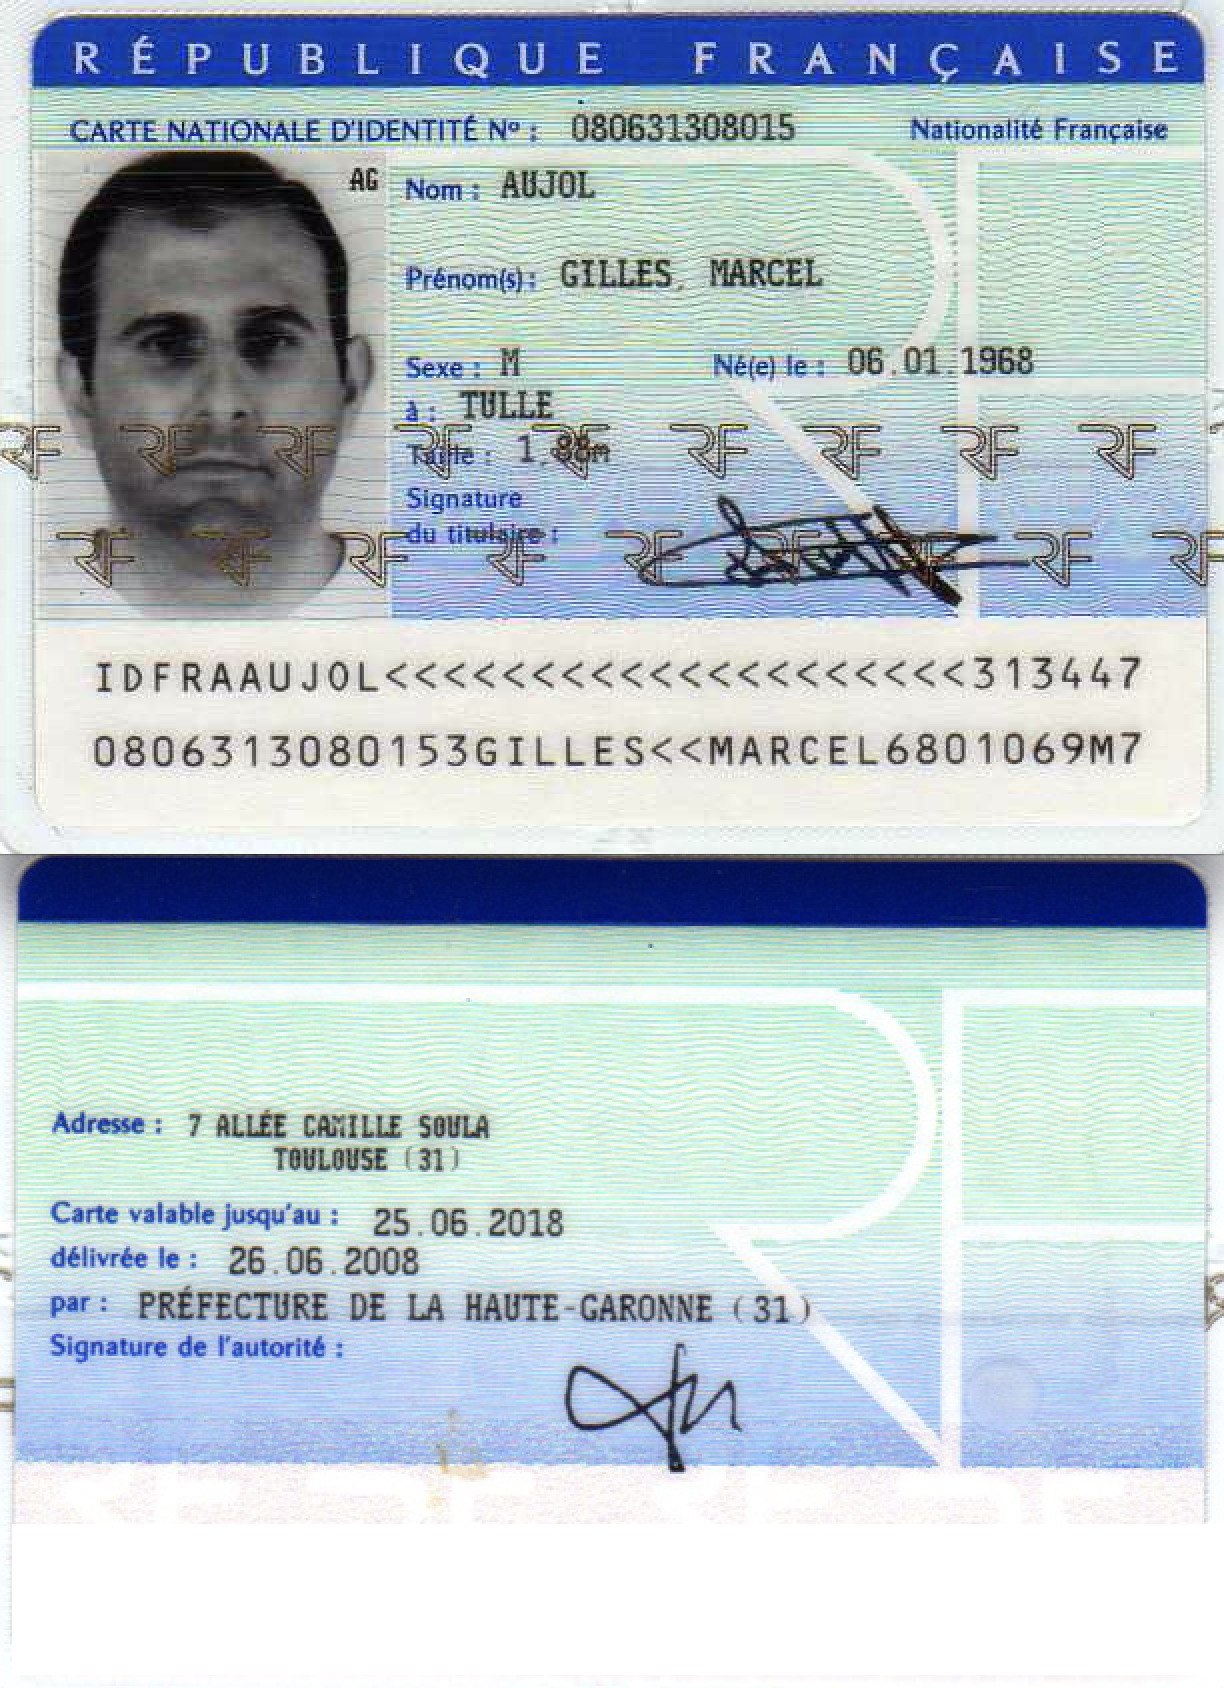 RÉPUBLIQUE FRANÇAISE
CARTE NATIONALE D'IDENTITÉ Nº : 080631308015 Nationalité Française
AG
Nom : AUJOL
Prénom(s) : GILLES, MARCEL
Sexe : M Né(e) le : 06.01.1968
à : TULLE
Taille : 1,88m
Signature
du titulaire :
IDFRAAUJOL<<<<<<<<<<<<<<<<<<<<313447
0806313080153GILLES<<MARCEL6801069M7
Adresse : 7 ALLÉE CAMILLE SOULA
TOULOUSE (31)
Carte valable jusqu'au : 25.06.2018
délivrée le : 26.06.2008
par : PRÉFECTURE DE LA HAUTE-GARONNE (31)
Signature de l'autorité :